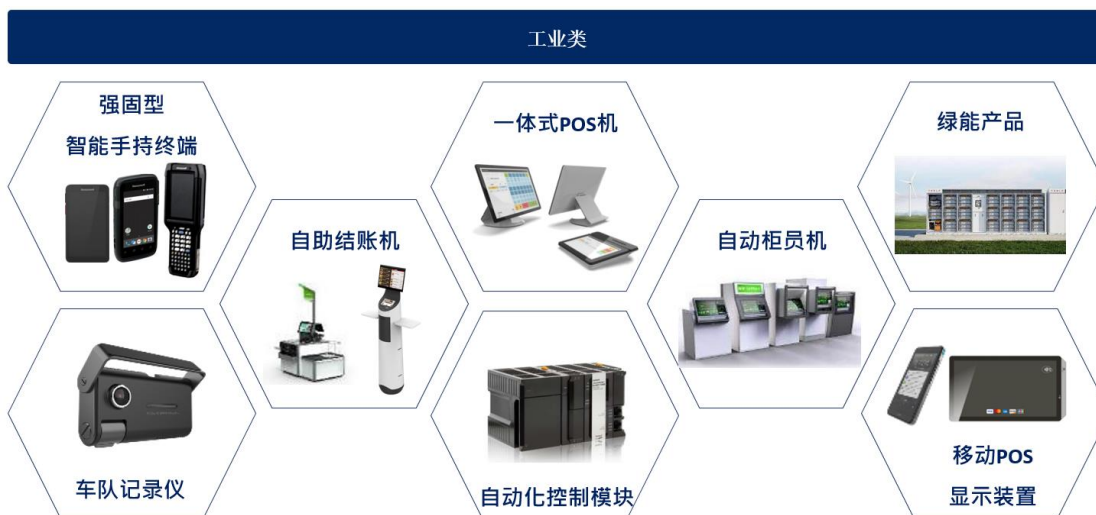 工业类
强固型
智能手持终端
一体式POS机
绿能产品
自助结账机
自动柜员机
车队记录仪
自动化控制模块
移动POS
显示装置